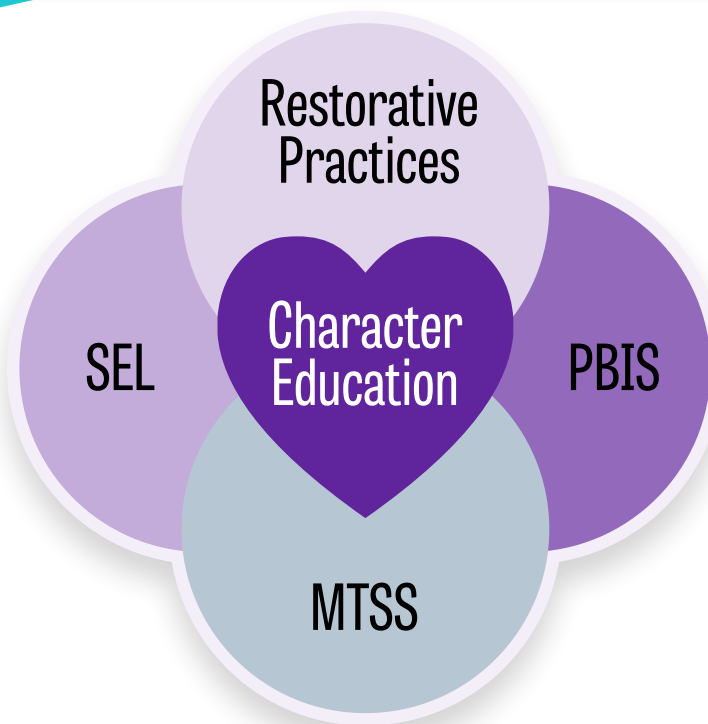 Restorative
Practices
Character
Education
SEL
PBIS
MTSS